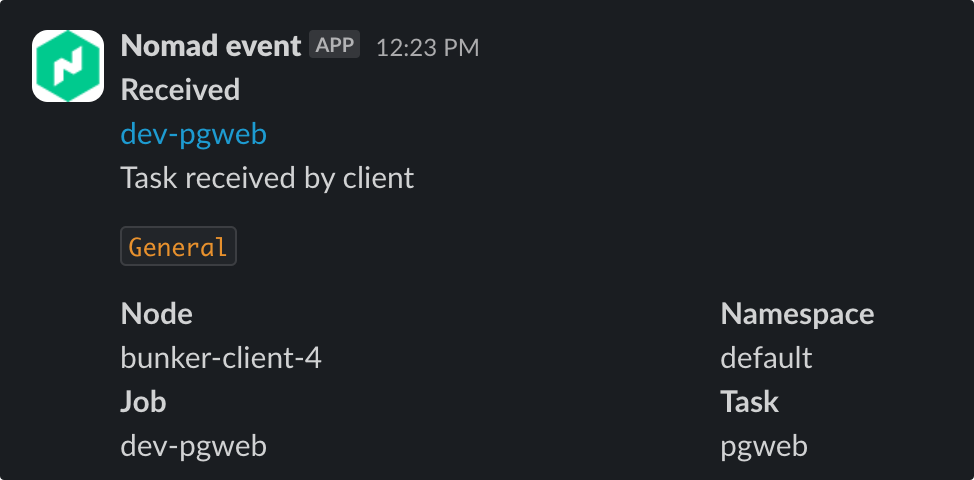 Nomad event APP 12:23 PM
Received
dev-pgweb
Task received by client
General
Node Namespace
bunker-client-4 default
Job Task
dev-pgweb pgweb